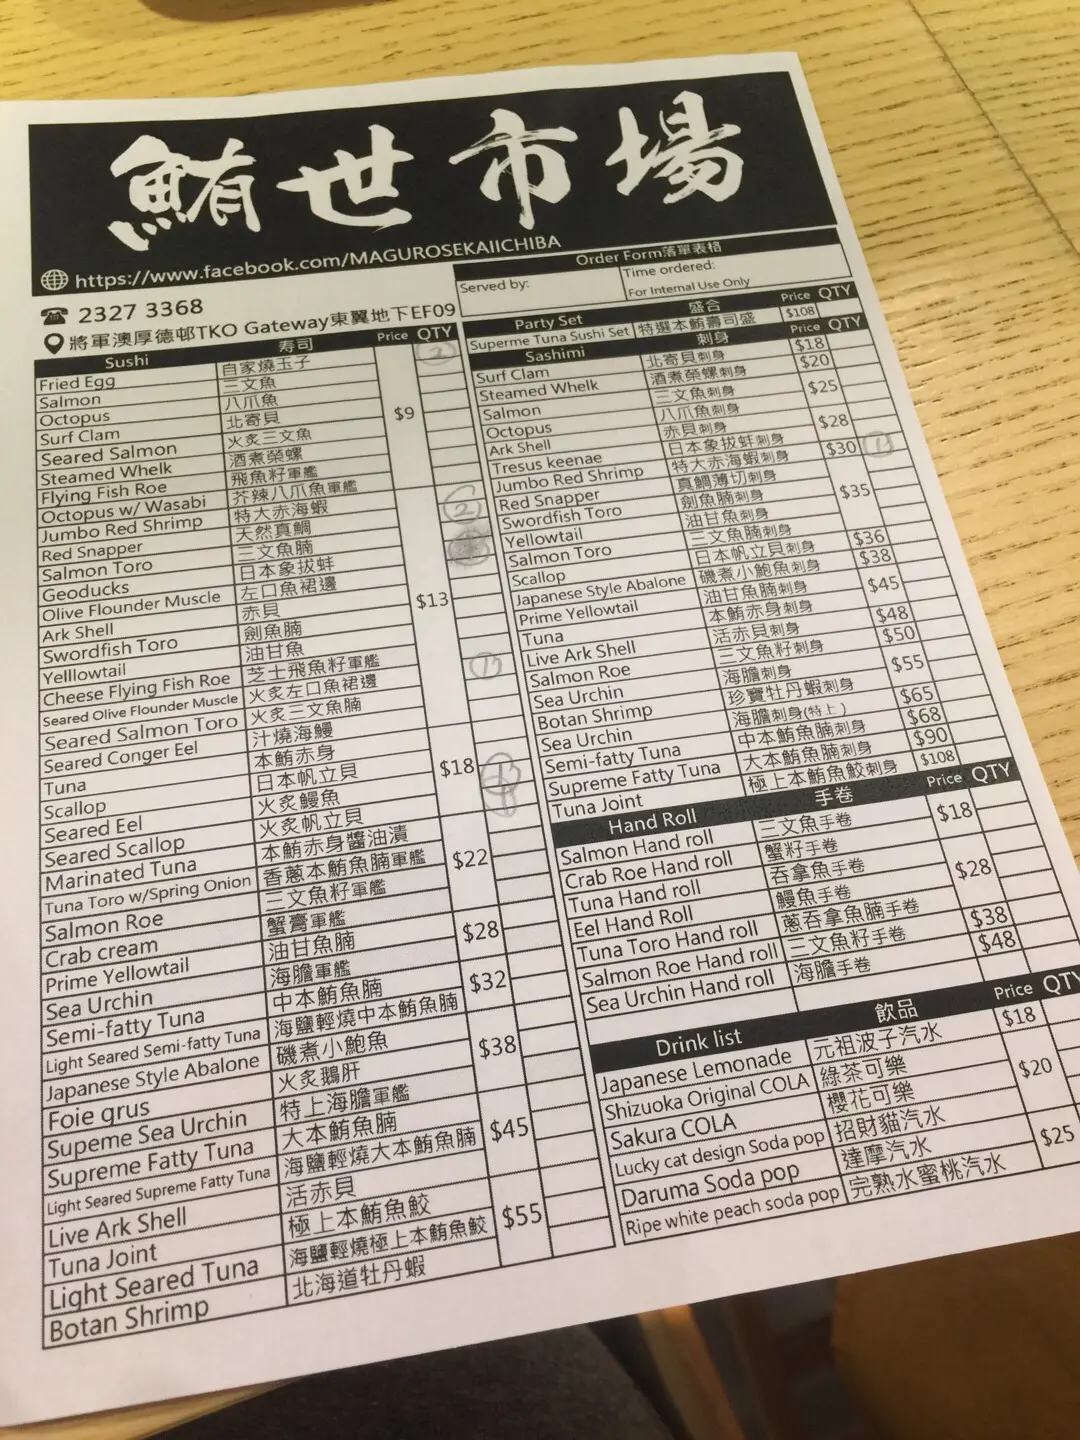 鮪世市場
https://www.facebook.com/MAGUROSEKAIICHIBA
2327 3368
將軍澳厚德邨TKO Gateway東翼地下EF09
Order Form落單表格
Served by:
Time ordered:
For Internal Use Only
Sushi 寿司 Price QTY
Fried Egg 自家燒玉子 $9 2
Salmon 三文魚
Octopus 八爪魚
Surf Clam 北寄貝
Seared Salmon 火炙三文魚
Steamed Whelk 酒煮榮螺
Flying Fish Roe 飛魚籽軍艦
Octopus w/ Wasabi 芥辣八爪魚軍艦
Jumbo Red Shrimp 特大赤海蝦 $13 2
Red Snapper 天然真鯛
Salmon Toro 三文魚腩
Geoducks 日本象拔蚌
Olive Flounder Muscle 左口魚裙邊
Ark Shell 赤貝
Swordfish Toro 劍魚腩
Yelllowtail 油甘魚
Cheese Flying Fish Roe 芝士飛魚籽軍艦
Seared Olive Flounder Muscle 火炙左口魚裙邊
Seared Salmon Toro 火炙三文魚腩
Seared Conger Eel 汁燒海鰻 $18
Tuna 本鮪赤身
Scallop 日本帆立貝
Seared Eel 火炙鰻魚
Seared Scallop 火炙帆立貝
Marinated Tuna 本鮪赤身醬油漬 $22
Tuna Toro w/Spring Onion 香蔥本鮪魚腩軍艦
Salmon Roe 三文魚籽軍艦
Crab cream 蟹膏軍艦
Prime Yellowtail 油甘魚腩 $28
Sea Urchin 海膽軍艦
Semi-fatty Tuna 中本鮪魚腩 $32
Light Seared Semi-fatty Tuna 海鹽輕燒中本鮪魚腩
Japanese Style Abalone 磯煮小鮑魚 $38
Foie grus 火炙鵝肝
Supeme Sea Urchin 特上海膽軍艦
Supreme Fatty Tuna 大本鮪魚腩 $45
Light Seared Supreme Fatty Tuna 海鹽輕燒大本鮪魚腩
Live Ark Shell 活赤貝
Tuna Joint 極上本鮪魚鮫 $55
Light Seared Tuna 海鹽輕燒極上本鮪魚鮫
Botan Shrimp 北海道牡丹蝦
Party Set 盛合 Price QTY
Superme Tuna Sushi Set 特選本鮪壽司盛 $108
Sashimi 刺身 Price QTY
Surf Clam 北寄貝刺身 $18
Steamed Whelk 酒煮榮螺刺身 $20
Salmon 三文魚刺身 $25
Octopus 八爪魚刺身
Ark Shell 赤貝刺身 $28
Tresus keenae 日本象拔蚌刺身
Jumbo Red Shrimp 特大赤海蝦刺身 $30 1
Red Snapper 真鯛薄切刺身 $35
Swordfish Toro 劍魚腩刺身
Yellowtail 油甘魚刺身
Salmon Toro 三文魚腩刺身
Scallop 日本帆立貝刺身 $36
Japanese Style Abalone 磯煮小鮑魚刺身 $38
Prime Yellowtail 油甘魚腩刺身 $45
Tuna 本鮪赤身刺身
Live Ark Shell 活赤貝刺身 $48
Salmon Roe 三文魚籽刺身 $50
Sea Urchin 海膽刺身 $55
Botan Shrimp 珍寶牡丹蝦刺身
Sea Urchin 海膽刺身(特上) $65
Semi-fatty Tuna 中本鮪魚腩刺身 $68
Supreme Fatty Tuna 大本鮪魚腩刺身 $90
Tuna Joint 極上本鮪魚鮫刺身 $108
Hand Roll 手卷 Price QTY
Salmon Hand roll 三文魚手卷 $18
Crab Roe Hand roll 蟹籽手卷
Tuna Hand roll 吞拿魚手卷 $28
Eel Hand Roll 鰻魚手卷
Tuna Toro Hand roll 蔥吞拿魚腩手卷
Salmon Roe Hand roll 三文魚籽手卷 $38
Sea Urchin Hand roll 海膽手卷 $48
Drink list 飲品 Price QTY
Japanese Lemonade 元祖波子汽水 $18
Shizuoka Original COLA 綠茶可樂 $20
Sakura COLA 櫻花可樂
Lucky cat design Soda pop 招財貓汽水
Daruma Soda pop 達摩汽水 $25
Ripe white peach soda pop 完熟水蜜桃汽水